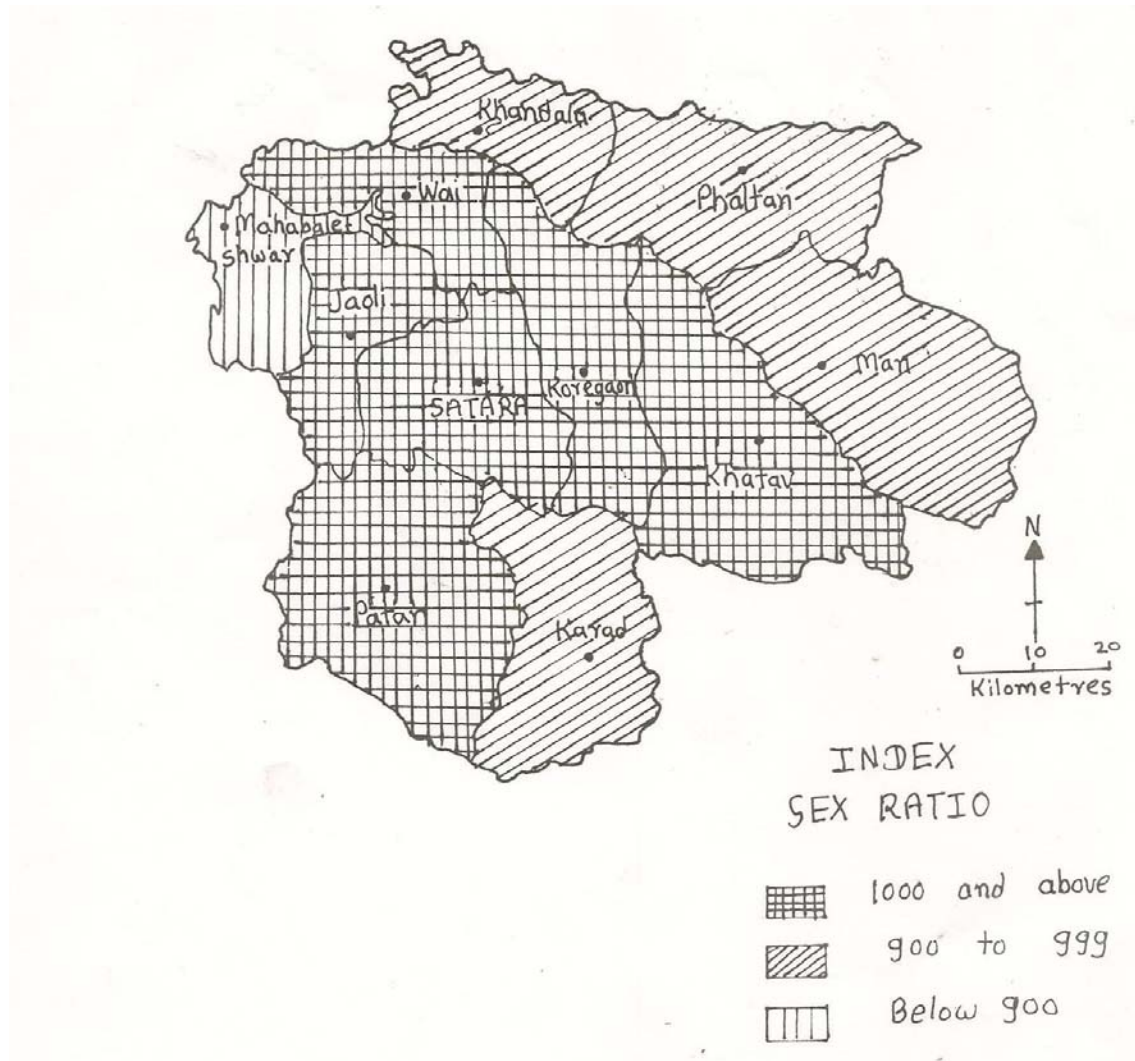 Khandala
Phaltan
Wai
Mahabalet
shwar
Jaoli
Man
SATARA
Koregaon
Khatav
Patan
Karad
N
0 10 20
Kilometres
INDEX
SEX RATIO
1000 and above
900 to 999
Below 900